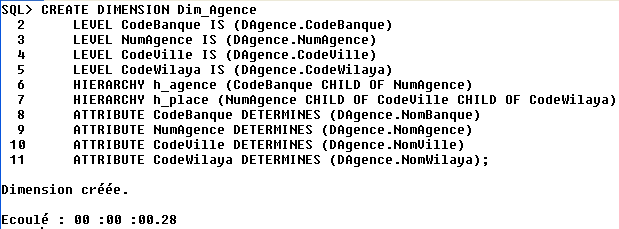 SQL> CREATE DIMENSION Dim_Agence
2 LEVEL CodeBanque IS (DAgence.CodeBanque)
3 LEVEL NumAgence IS (DAgence.NumAgence)
4 LEVEL CodeVille IS (DAgence.CodeVille)
5 LEVEL CodeWilaya IS (DAgence.CodeWilaya)
6 HIERARCHY h_agence (CodeBanque CHILD OF NumAgence)
7 HIERARCHY h_place (NumAgence CHILD OF CodeVille CHILD OF CodeWilaya)
8 ATTRIBUTE CodeBanque DETERMINES (DAgence.NomBanque)
9 ATTRIBUTE NumAgence DETERMINES (DAgence.NomAgence)
10 ATTRIBUTE CodeVille DETERMINES (DAgence.NomVille)
11 ATTRIBUTE CodeWilaya DETERMINES (DAgence.NomWilaya);
Dimension créée.
Ecoulé : 00 :00 :00.28